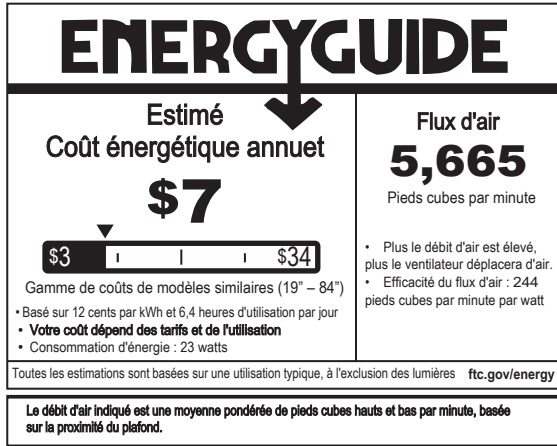 ENERGYGUIDE
Estimé
Coût énergétique annuet
$7
$3 $34
Gamme de coûts de modèles similaires (19” – 84”)
• Basé sur 12 cents par kWh et 6,4 heures d'utilisation par jour
• Votre coût dépend des tarifs et de l'utilisation
• Consommation d'énergie : 23 watts
Flux d'air
5,665
Pieds cubes par minute
• Plus le débit d'air est élevé,
plus le ventilateur déplacera d'air.
• Efficacité du flux d'air : 244
pieds cubes par minute par watt
Toutes les estimations sont basées sur une utilisation typique, à l'exclusion des lumières ftc.gov/energy
Le débit d'air indiqué est une moyenne pondérée de pieds cubes hauts et bas par minute, basée
sur la proximité du plafond.